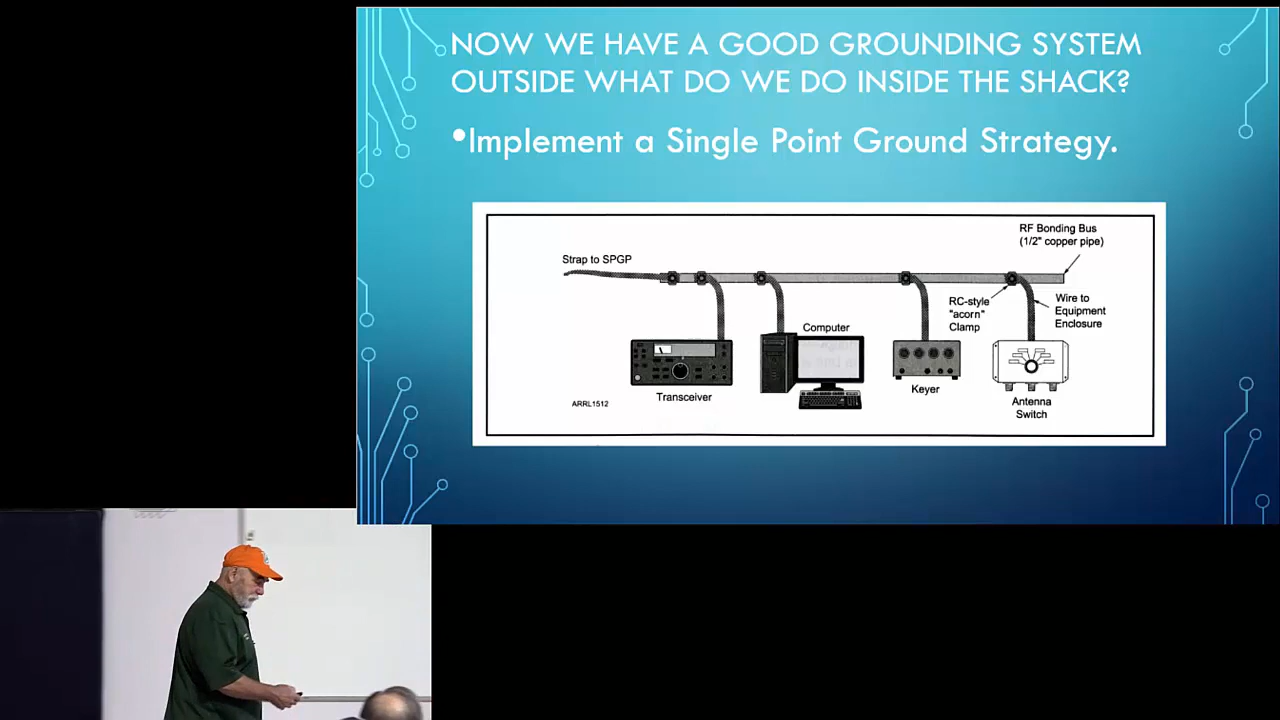 NOW WE HAVE A GOOD GROUNDING SYSTEM
OUTSIDE WHAT DO WE DO INSIDE THE SHACK?
•Implement a Single Point Ground Strategy.
RF Bonding Bus
(1/2" copper pipe)
Strap to SPGP
RC-style
"acorn"
Clamp
Wire to
Equipment
Enclosure
Computer
Transceiver
Keyer
Antenna
Switch
ARRL1512